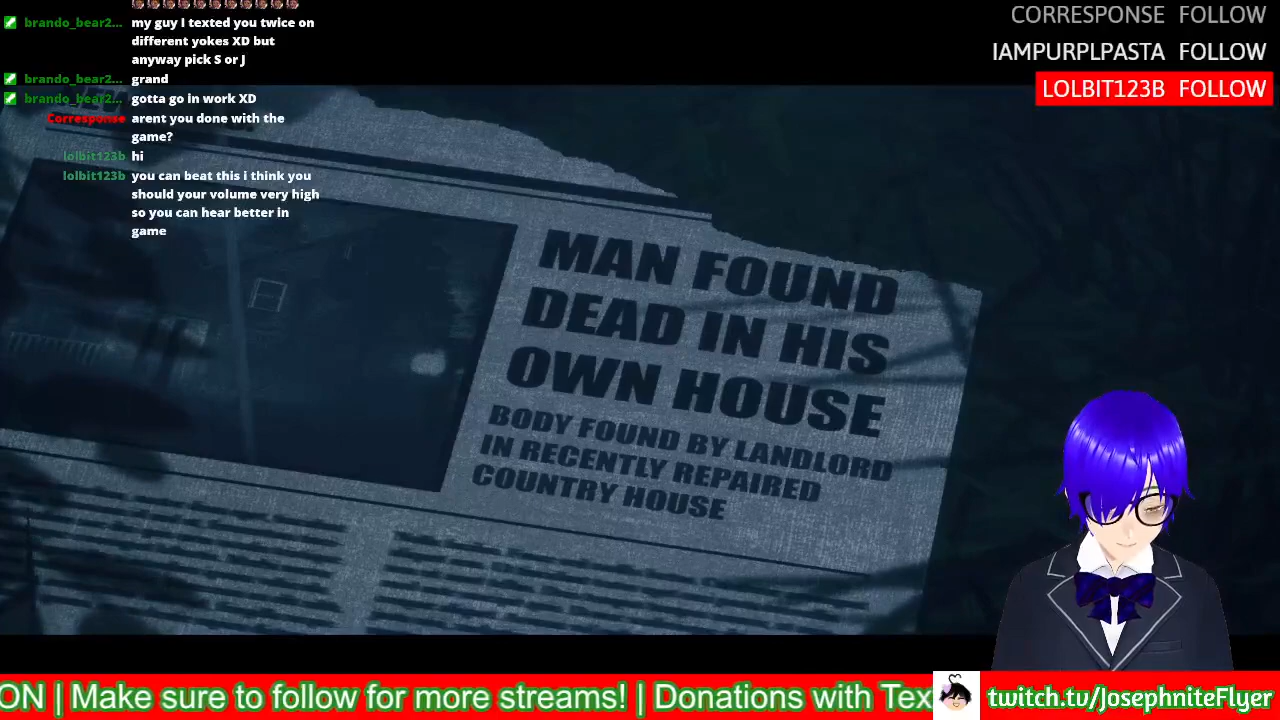 brando_bear2... my guy I texted you twice on
different yokes XD but
anyway pick S or J
brando_bear2... grand
brando_bear2... gotta go in work XD
Corresponse arent you done with the
game?
lolbit123b hi
lolbit123b you can beat this i think you
should your volume very high
so you can hear better in
game
CORRESPONSE FOLLOW
IAMPURPLPASTA FOLLOW
LOLBIT123B FOLLOW
MAN FOUND
DEAD IN HIS
OWN HOUSE
BODY FOUND BY LANDLORD
IN RECENTLY REPAIRED
COUNTRY HOUSE
ON | Make sure to follow for more streams! | Donations with Tex
twitch.tv/JosephniteFlyer